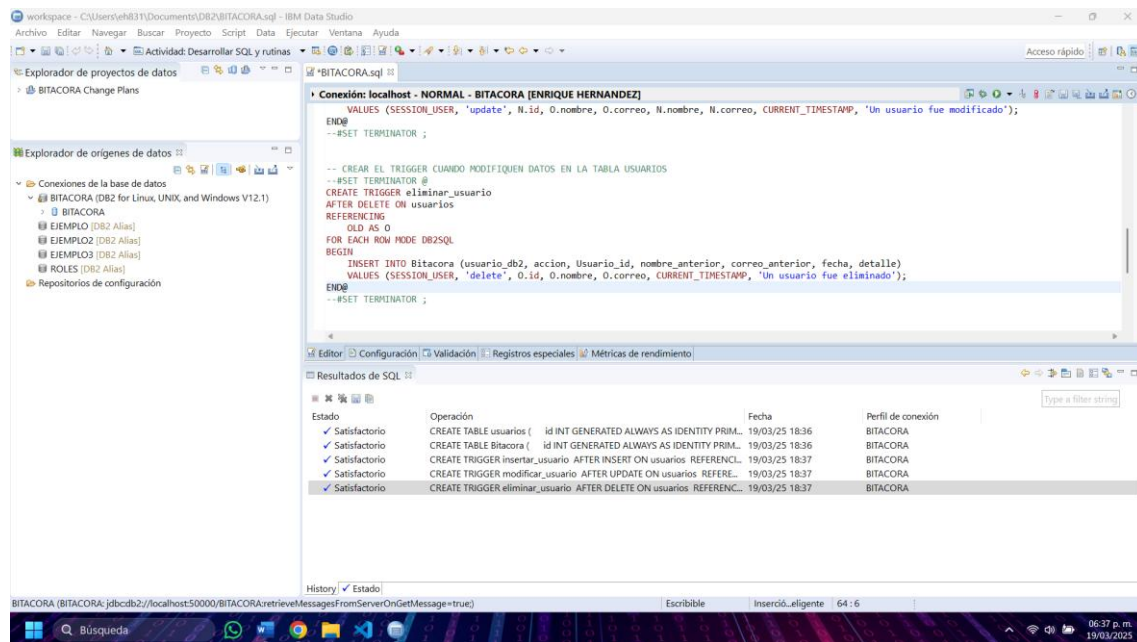 workspace - C:\Users\eh831\Documents\DB2\BITACORA.sql - IBM Data Studio
Archivo Editar Navegar Buscar Proyecto Script Data Ejecutar Ventana Ayuda
Actividad: Desarrollar SQL y rutinas
Acceso rápido
Explorador de proyectos de datos
BITACORA Change Plans
Explorador de orígenes de datos
Conexiones de la base de datos
BITACORA (DB2 for Linux, UNIX, and Windows V12.1)
BITACORA
EJEMPLO [DB2 Alias]
EJEMPLO2 [DB2 Alias]
EJEMPLO3 [DB2 Alias]
ROLES [DB2 Alias]
Repositorios de configuración
*BITACORA.sql
Conexión: localhost - NORMAL - BITACORA [ENRIQUE HERNANDEZ]
VALUES (SESSION_USER, 'update', N.id, O.nombre, O.correo, N.nombre, N.correo, CURRENT_TIMESTAMP, 'Un usuario fue modificado');
END@
--#SET TERMINATOR ;
-- CREAR EL TRIGGER CUANDO MODIFIQUEN DATOS EN LA TABLA USUARIOS
--#SET TERMINATOR @
CREATE TRIGGER eliminar_usuario
AFTER DELETE ON usuarios
REFERENCING
OLD AS O
FOR EACH ROW MODE DB2SQL
BEGIN
INSERT INTO Bitacora (usuario_db2, accion, Usuario_id, nombre_anterior, correo_anterior, fecha, detalle)
VALUES (SESSION_USER, 'delete', O.id, O.nombre, O.correo, CURRENT_TIMESTAMP, 'Un usuario fue eliminado');
END@
--#SET TERMINATOR ;
Editor Configuración Validación Registros especiales Métricas de rendimiento
Resultados de SQL
Type a filter string
Estado Operación Fecha Perfil de conexión
Satisfactorio CREATE TABLE usuarios ( id INT GENERATED ALWAYS AS IDENTITY PRIM... 19/03/25 18:36 BITACORA
Satisfactorio CREATE TABLE Bitacora ( id INT GENERATED ALWAYS AS IDENTITY PRIM... 19/03/25 18:36 BITACORA
Satisfactorio CREATE TRIGGER insertar_usuario AFTER INSERT ON usuarios REFERENCI... 19/03/25 18:37 BITACORA
Satisfactorio CREATE TRIGGER modificar_usuario AFTER UPDATE ON usuarios REFERE... 19/03/25 18:37 BITACORA
Satisfactorio CREATE TRIGGER eliminar_usuario AFTER DELETE ON usuarios REFERENC... 19/03/25 18:37 BITACORA
History Estado
BITACORA (BITACORA: jdbc:db2://localhost:50000/BITACORA:retrieveMessagesFromServerOnGetMessage=true;)
Escribible Inserció...eligente 64 : 6
Búsqueda
06:37 p. m.
19/03/2025